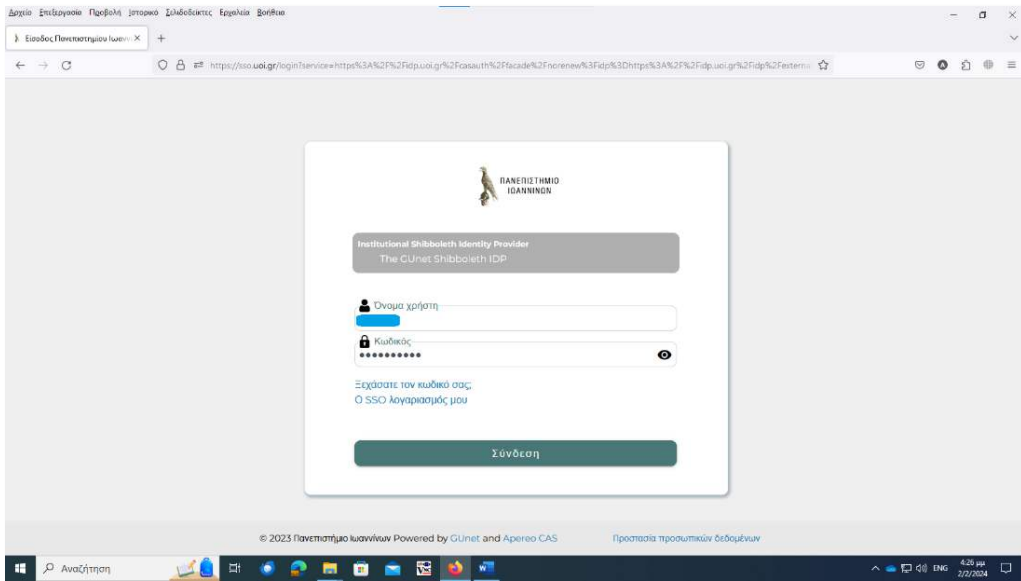 Αρχείο Επεξεργασία Προβολή Ιστορικό Σελιδοδείκτες Εργαλεία Βοήθεια
Είσοδος Πανεπιστημίου Ιωανν
https://sso.uoi.gr/login?service=https%3A%2F%2Fidp.uoi.gr%2Fcasauth%2Ffacade%2Fnorenew%3Fidp%3Dhttps%3A%2F%2Fidp.uoi.gr%2Fidp%2Fextern
ΠΑΝΕΠΙΣΤΗΜΙΟ
ΙΩΑΝΝΙΝΩΝ
Institutional Shibboleth Identity Provider
The GUnet Shibboleth IDP
Όνομα χρήστη
Κωδικός
Ξεχάσατε τον κωδικό σας;
Ο SSO λογαριασμός μου
Σύνδεση
© 2023 Πανεπιστήμιο Ιωαννίνων Powered by GUnet and Apereo CAS Προστασία προσωπικών δεδομένων
Αναζήτηση
ENG
4:26 μμ
2/2/2024